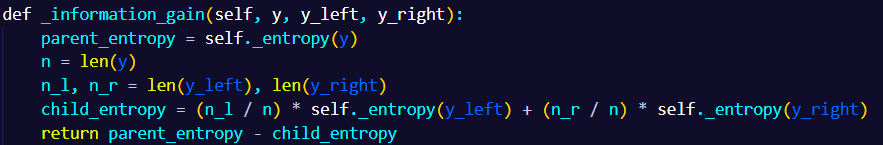 def _information_gain(self, y, y_left, y_right):
    parent_entropy = self._entropy(y)
    n = len(y)
    n_l, n_r = len(y_left), len(y_right)
    child_entropy = (n_l / n) * self._entropy(y_left) + (n_r / n) * self._entropy(y_right)
    return parent_entropy - child_entropy